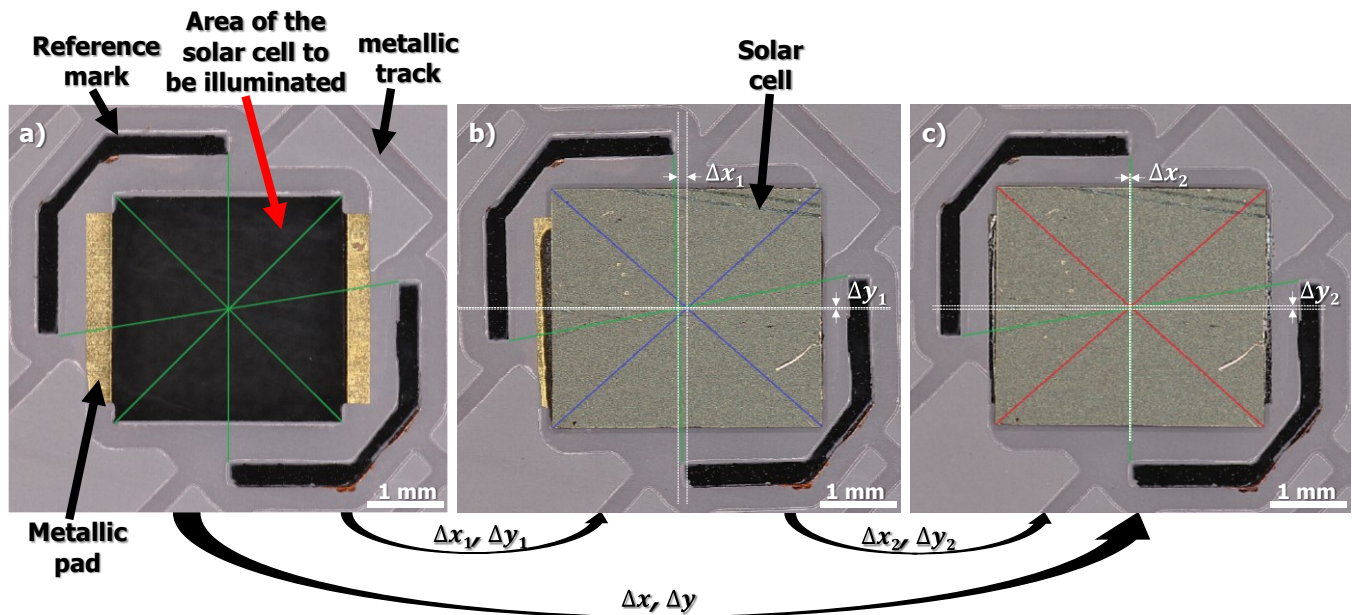 Reference
mark
Area of the
solar cell to
be illuminated
metallic
track
Solar
cell
a)
b)
c)
Δx₁
Δy₁
Δx₂
Δy₂
1 mm
1 mm
1 mm
Metallic
pad
Δx₁, Δy₁
Δx₂, Δy₂
Δx, Δy